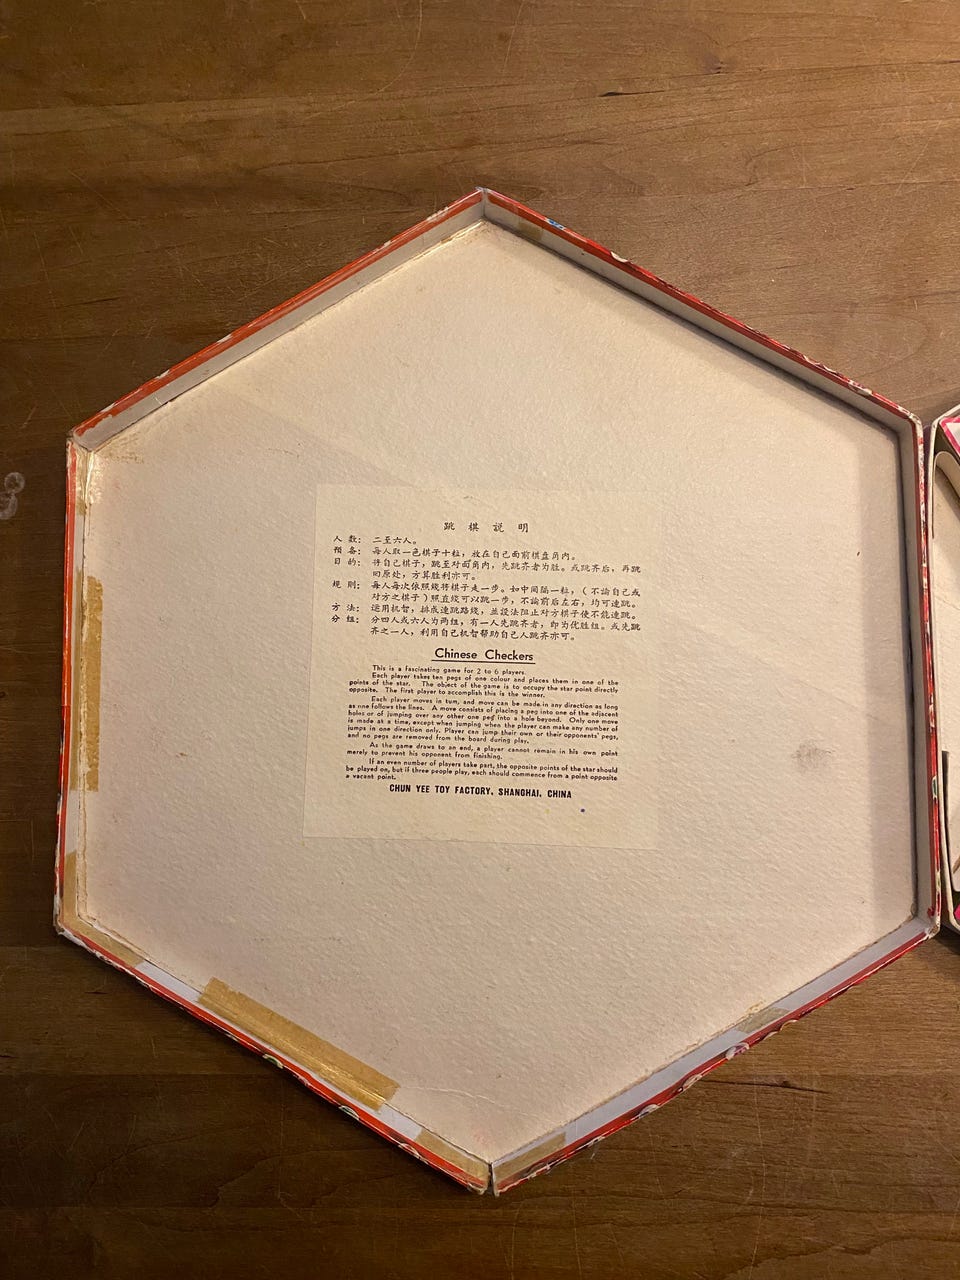 跳棋説明
人数: 二至六人。
預备: 每人取一色棋子十粒，放在自己面前棋盘角内。
目的: 将自己棋子，跳至对面角内，先跳齐者为胜。或跳齐后，再跳
回原处，方算胜利亦可。
规则: 每人每次依照綫将棋子走一步。如中间隔一粒，（不論自己或
对方之棋子）照直綫可以跳一步，不論前后左右，均可連跳。
方法: 运用机智，排成連跳路綫，並設法阻止对方棋子使不能連跳。
分組: 分四人或六人为两組，有一人先跳齐者，即为优胜組。或先跳
齐之一人，利用自己机智帮助自己人跳齐亦可。
Chinese Checkers
This is a fascinating game for 2 to 6 players.
Each player takes ten pegs of one colour and places them in one of the
points of the star. The object of the game is to occupy the star point directly
opposite. The first player to accomplish this is the winner.
Each player moves in turn, and move can be made in any direction as long
as one follows the lines. A move consists of placing a peg into one of the adjacent
holes or of jumping over any other one peg into a hole beyond. Only one move
is made at a time, except when jumping when the player can make any number of
jumps in one direction only. Player can jump their own or their opponents' pegs,
and no pegs are removed from the board during play.
As the game draws to an end, a player cannot remain in his own point
merely to prevent his opponent from finishing.
If an even number of players take part, the opposite points of the star should
be played on, but if three people play, each should commence from a point opposite
a vacant point.
CHUN YEE TOY FACTORY, SHANGHAI, CHINA